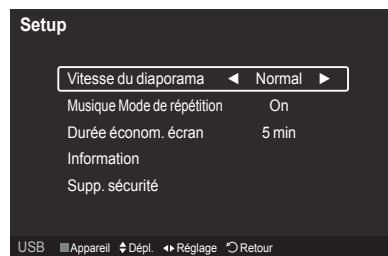 Setup
Vitesse du diaporama ◄ Normal ►
Musique Mode de répétition On
Durée économ. écran 5 min
Information
Supp. sécurité
USB Appareil Dépl. Réglage Retour